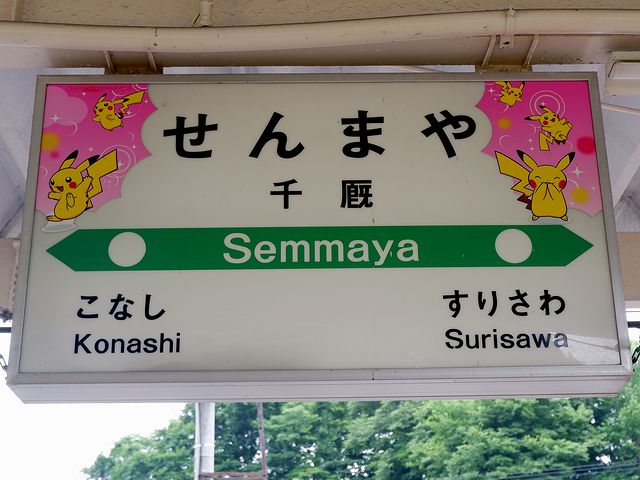 せんまや
千厩
Semmaya
こなし
Konashi
すりさわ
Surisawa